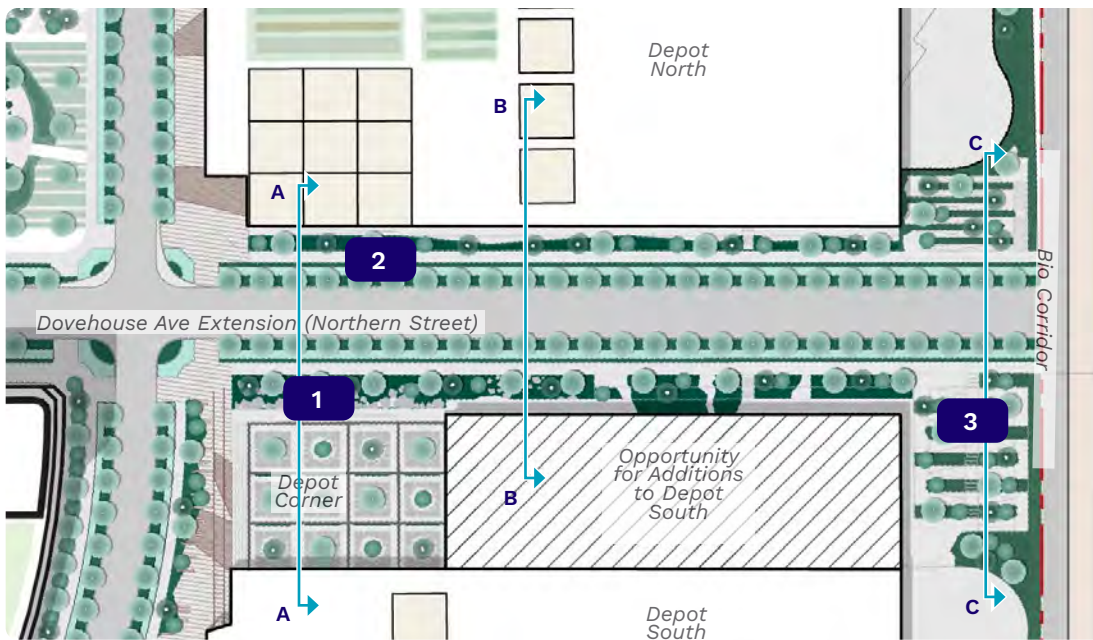 Depot
North
B
C
A
2
Bio Corridor
Dovehouse Ave Extension (Northern Street)
1
3
Opportunity
for Additions
to Depot
South
Depot
Corner
B
C
A
Depot
South